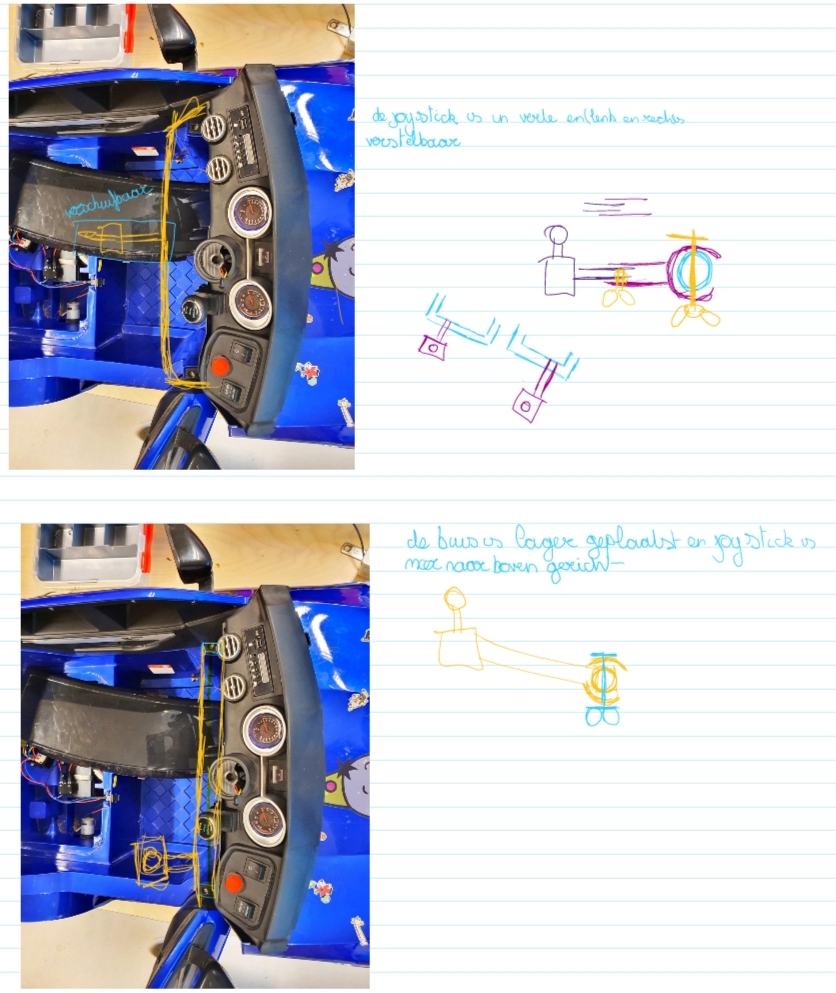 de joystick is in verte en links en rechts
verstelbaar
verschuifbaar
de buis is lager geplaatst en joystick is
meer naar boven gericht